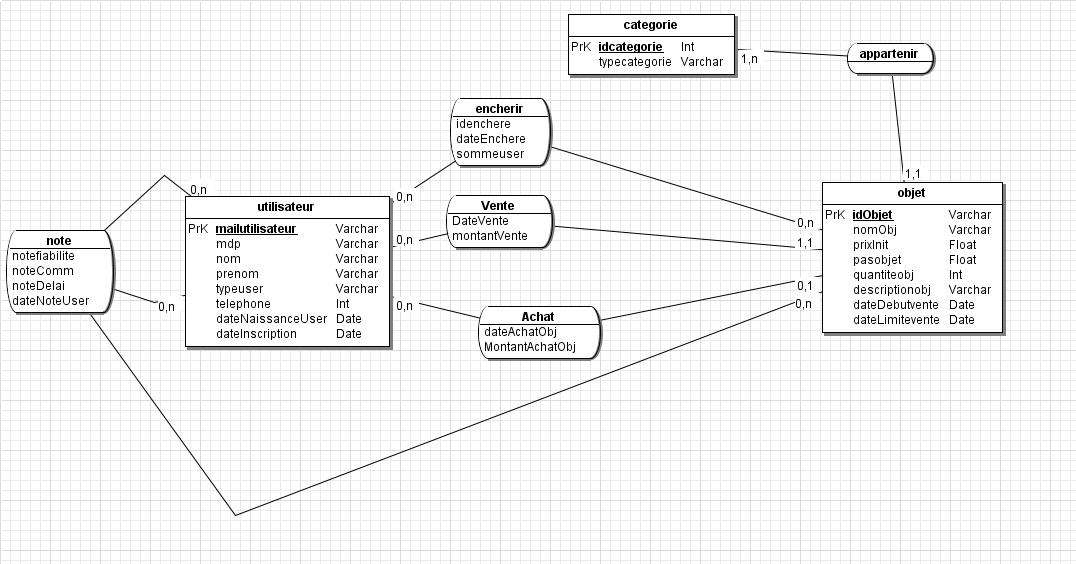 categorie
PrK idcategorie Int
typecategorie Varchar
1,n
appartenir
1,1
encherir
idenchere
dateEnchere
sommeuser
0,n
0,n
Vente
DateVente
montantVente
0,n
1,1
Achat
dateAchatObj
MontantAchatObj
0,n
0,1
note
notefiabilite
noteComm
noteDelai
dateNoteUser
0,n
0,n
0,n
utilisateur
PrK mailutilisateur Varchar
mdp Varchar
nom Varchar
prenom Varchar
typeuser Varchar
telephone Int
dateNaissanceUser Date
dateInscription Date
objet
PrK idObjet Varchar
nomObj Varchar
prixInit Float
pasobjet Float
quantiteobj Int
descriptionobj Varchar
dateDebutvente Date
dateLimitevente Date